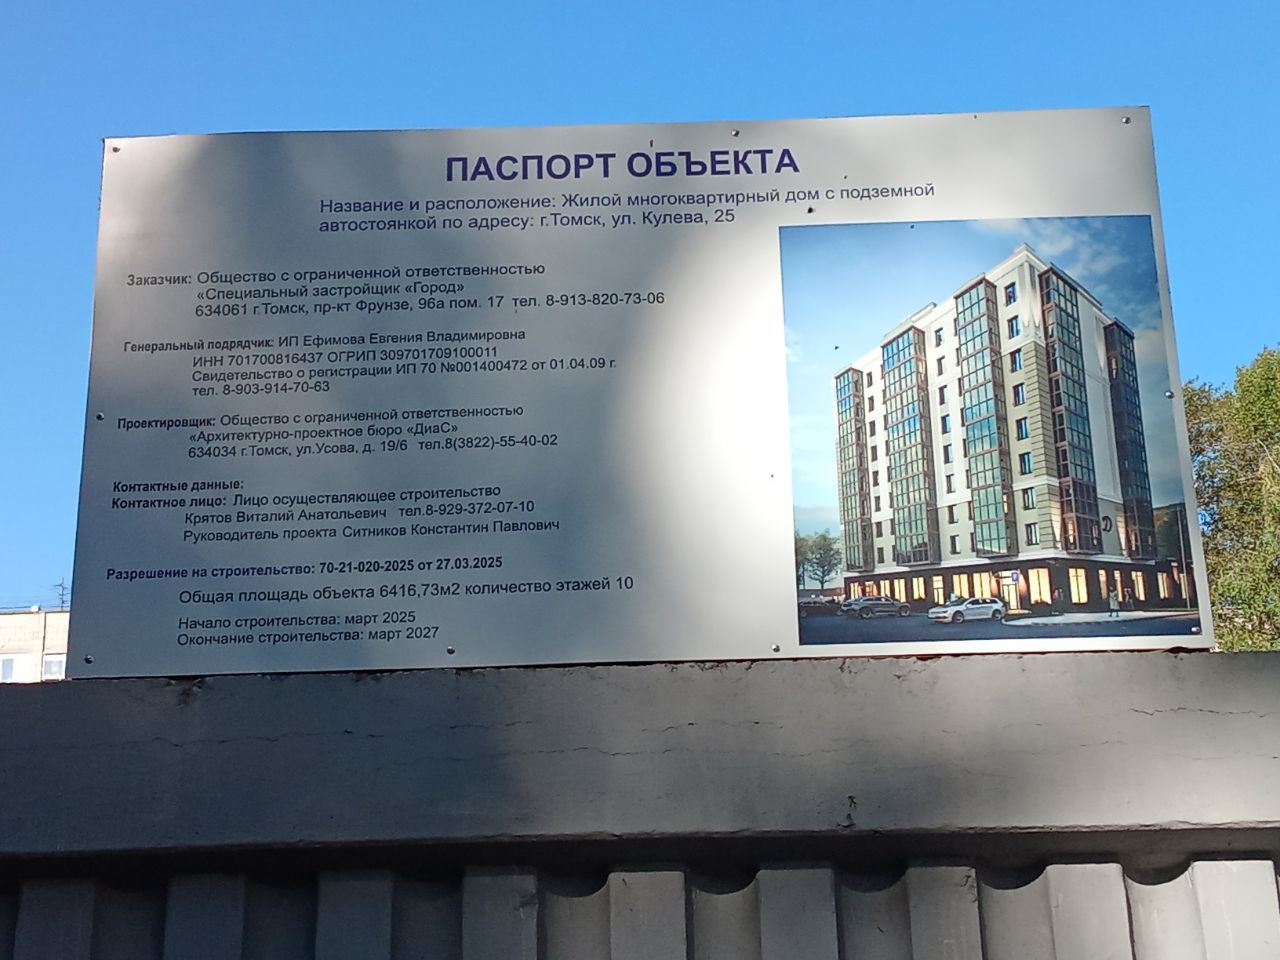 ПАСПОРТ ОБЪЕКТА
Название и расположение: Жилой многоквартирный дом с подземной
автостоянкой по адресу: г.Томск, ул. Кулева, 25
Заказчик: Общество с ограниченной ответственностью
«Специальный застройщик «Город»
634061 г.Томск, пр-кт Фрунзе, 96а пом. 17 тел. 8-913-820-73-06
Генеральный подрядчик: ИП Ефимова Евгения Владимировна
ИНН 701700816437 ОГРИП 309701709100011
Свидетельство о регистрации ИП 70 №001400472 от 01.04.09 г.
тел. 8-903-914-70-63
Проектировщик: Общество с ограниченной ответственностью
«Архитектурно-проектное бюро «ДиаС»
634034 г.Томск, ул.Усова, д. 19/6 тел.8(3822)-55-40-02
Контактные данные:
Контактное лицо: Лицо осуществляющее строительство
Крятов Виталий Анатольевич тел.8-929-372-07-10
Руководитель проекта Ситников Константин Павлович
Разрешение на строительство: 70-21-020-2025 от 27.03.2025
Общая площадь объекта 6416,73м2 количество этажей 10
Начало строительства: март 2025
Окончание строительства: март 2027